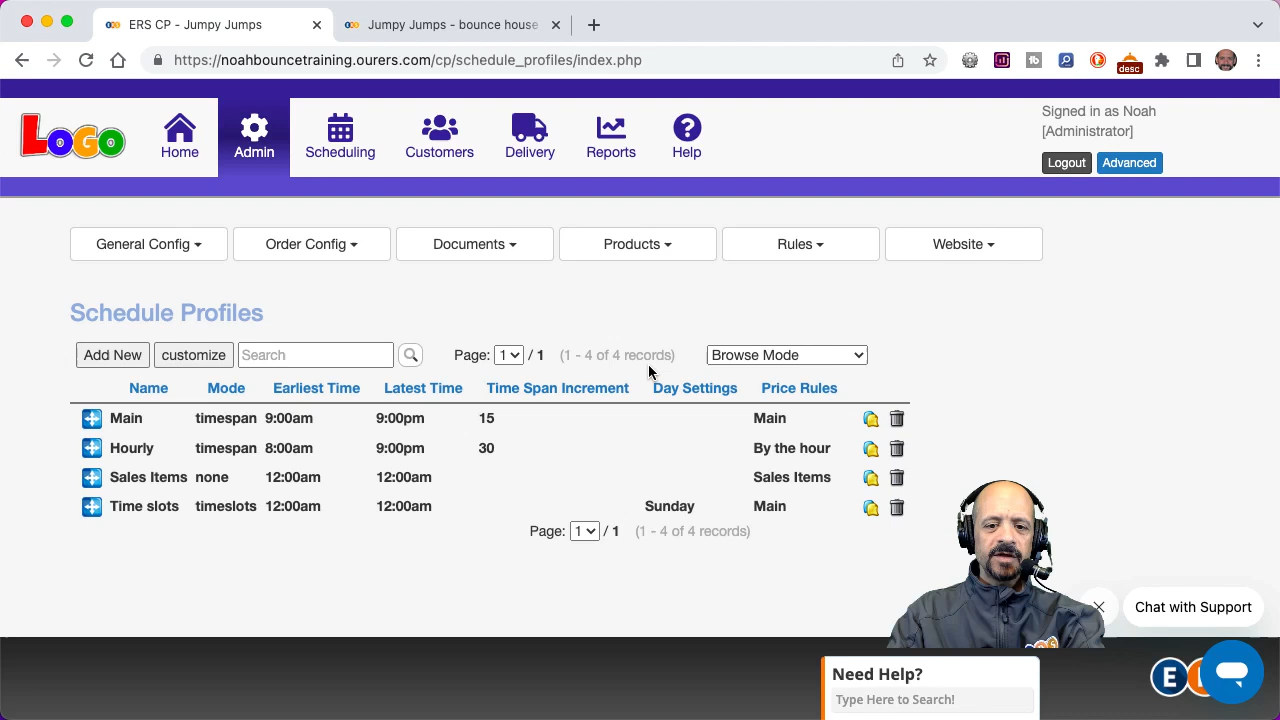 ERS CP - Jumpy Jumps
Jumpy Jumps - bounce house
https://noahbouncetraining.ourers.com/cp/schedule_profiles/index.php
desc
LOGO
Home
Admin
Scheduling
Customers
Delivery
Reports
Help
Signed in as Noah
[Administrator]
Logout
Advanced
General Config
Order Config
Documents
Products
Rules
Website
Schedule Profiles
Add New
customize
Search
Page: 1 / 1 (1 - 4 of 4 records)
Browse Mode
Name Mode Earliest Time Latest Time Time Span Increment Day Settings Price Rules
Main timespan 9:00am 9:00pm 15 Main
Hourly timespan 8:00am 9:00pm 30 By the hour
Sales Items none 12:00am 12:00am Sales Items
Time slots timeslots 12:00am 12:00am Sunday Main
Page: 1 / 1 (1 - 4 of 4 records)
Chat with Support
Need Help?
Type Here to Search!
E